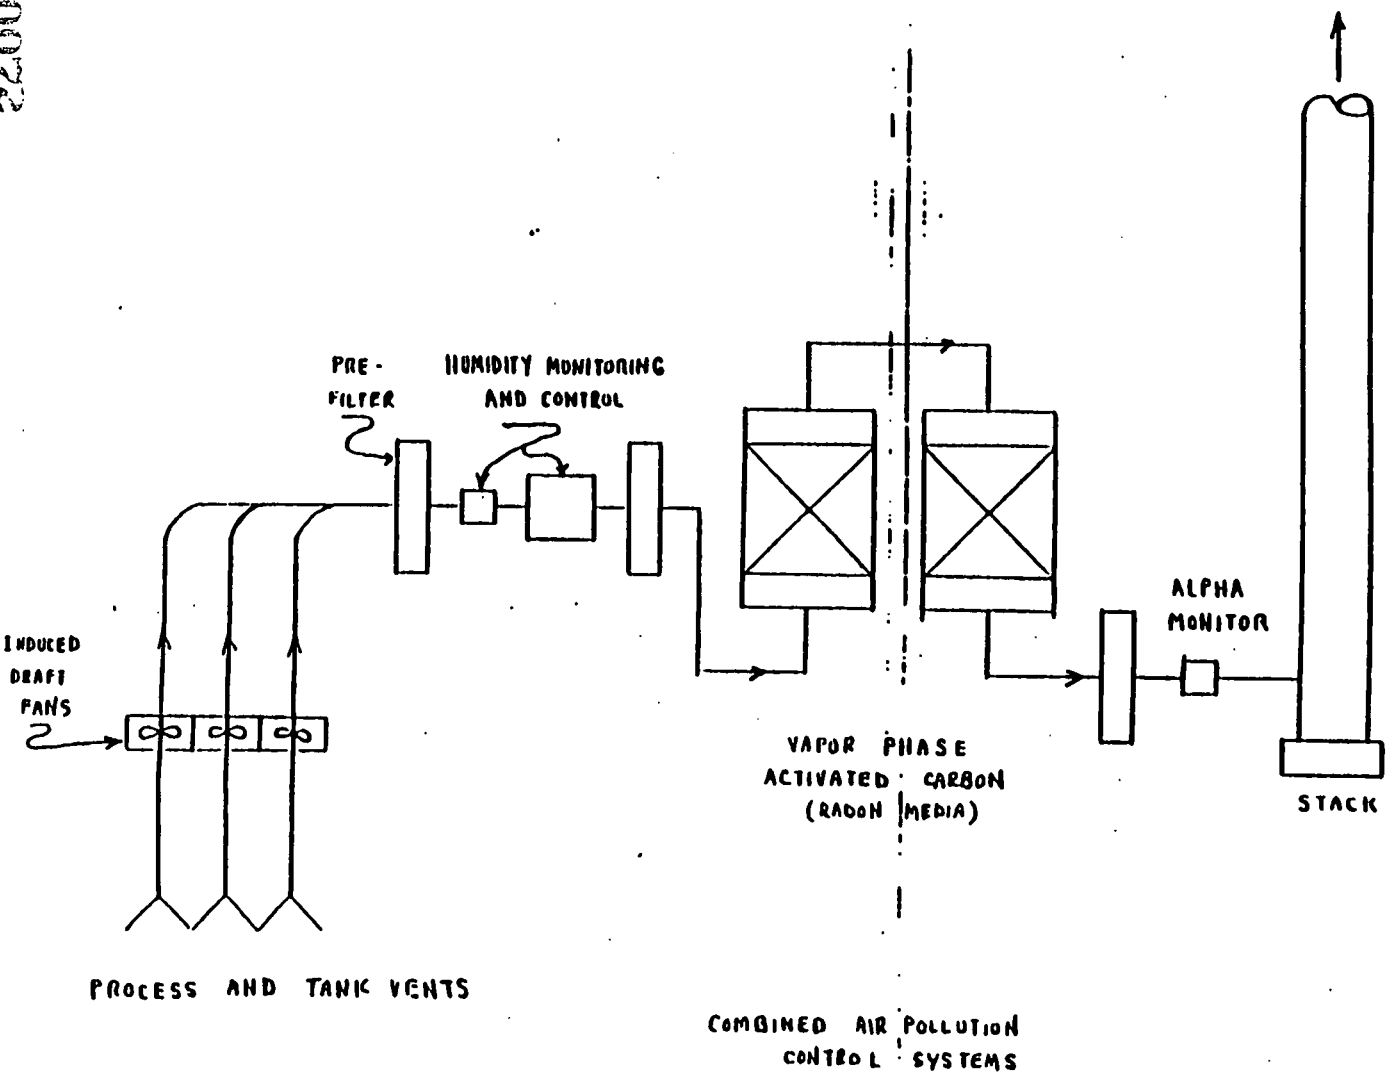 PRE-
FILTER
HUMIDITY MONITORING
AND CONTROL
INDUCED
DRAFT
FANS
ALPHA
MONITOR
VAPOR PHASE
ACTIVATED CARBON
(RADON MEDIA)
STACK
PROCESS AND TANK VENTS
COMBINED AIR POLLUTION
CONTROL SYSTEMS